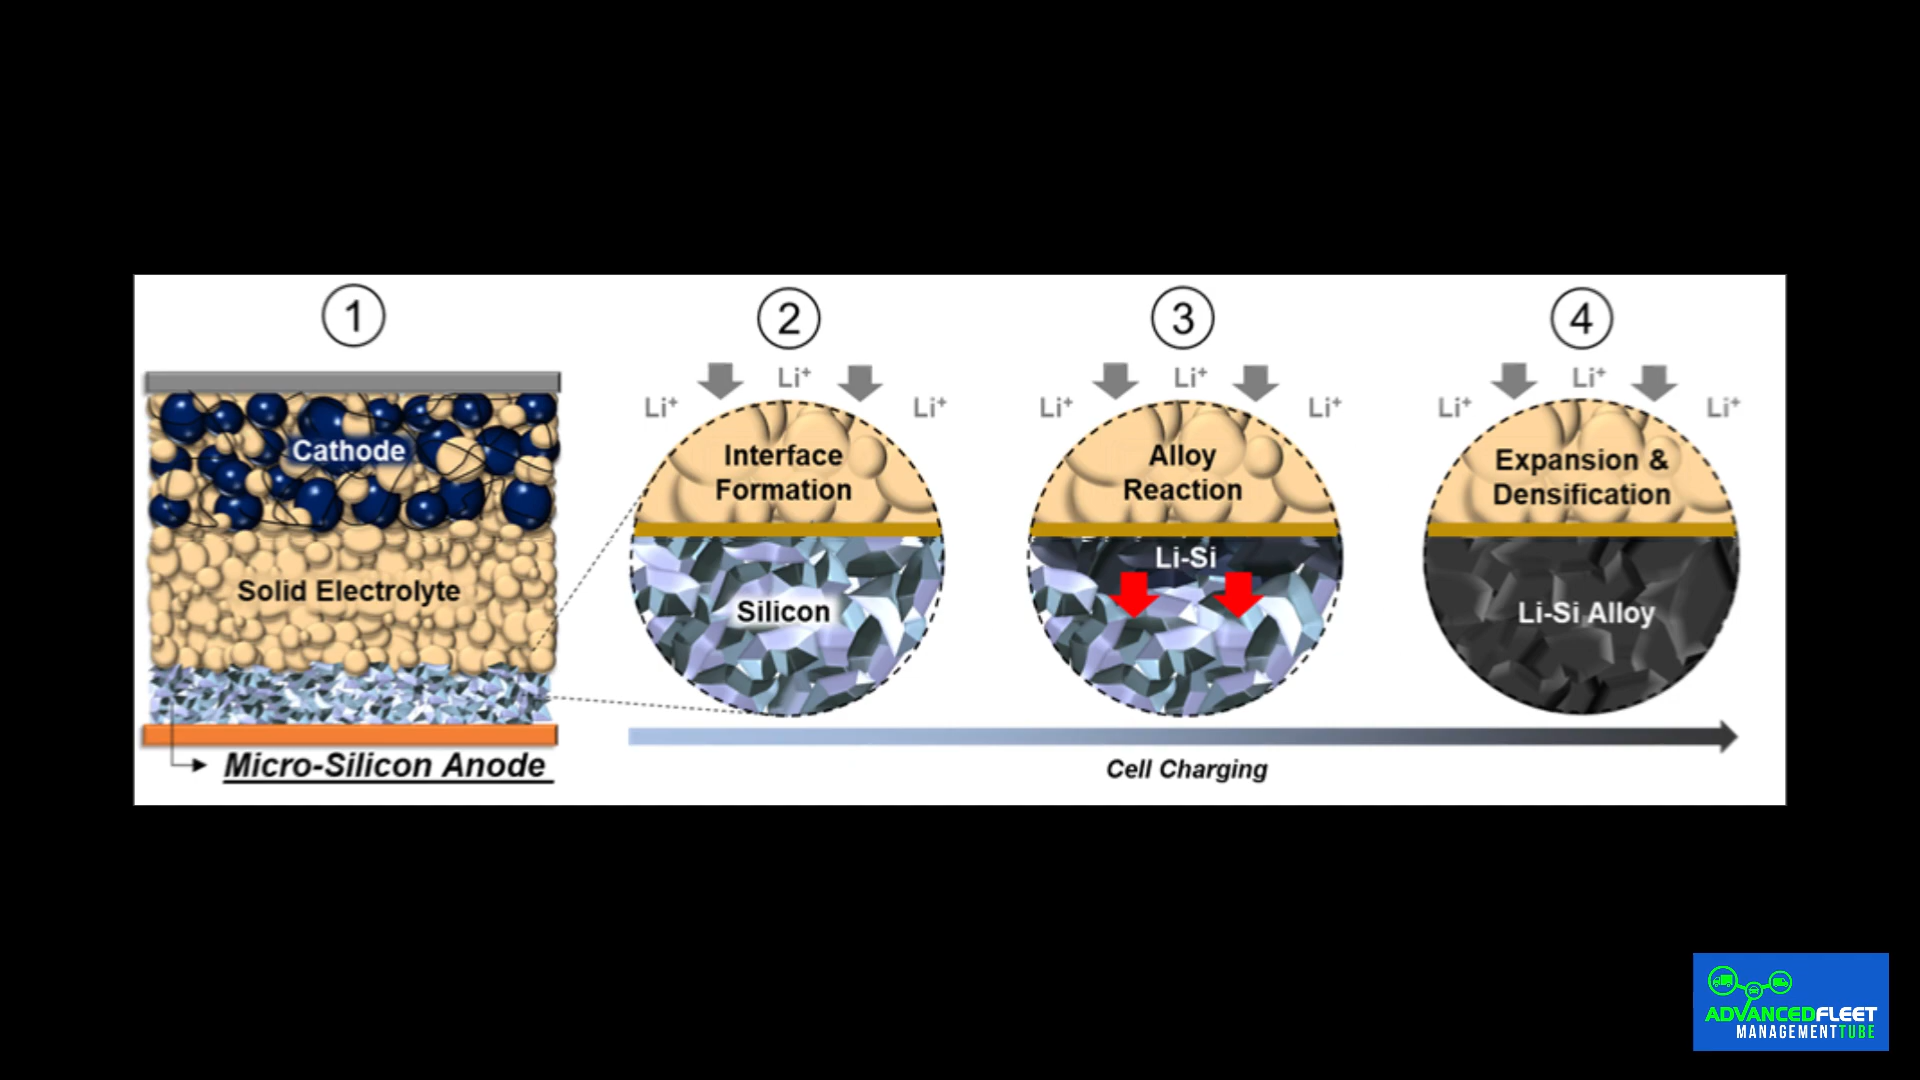 1
Cathode
Solid Electrolyte
Micro-Silicon Anode
2
Li⁺
Li⁺
Li⁺
Interface
Formation
Silicon
3
Li⁺
Li⁺
Li⁺
Alloy
Reaction
Li-Si
4
Li⁺
Li⁺
Li⁺
Expansion &
Densification
Li-Si Alloy
Cell Charging
ADVANCEDFLEET
MANAGEMENTTUBE